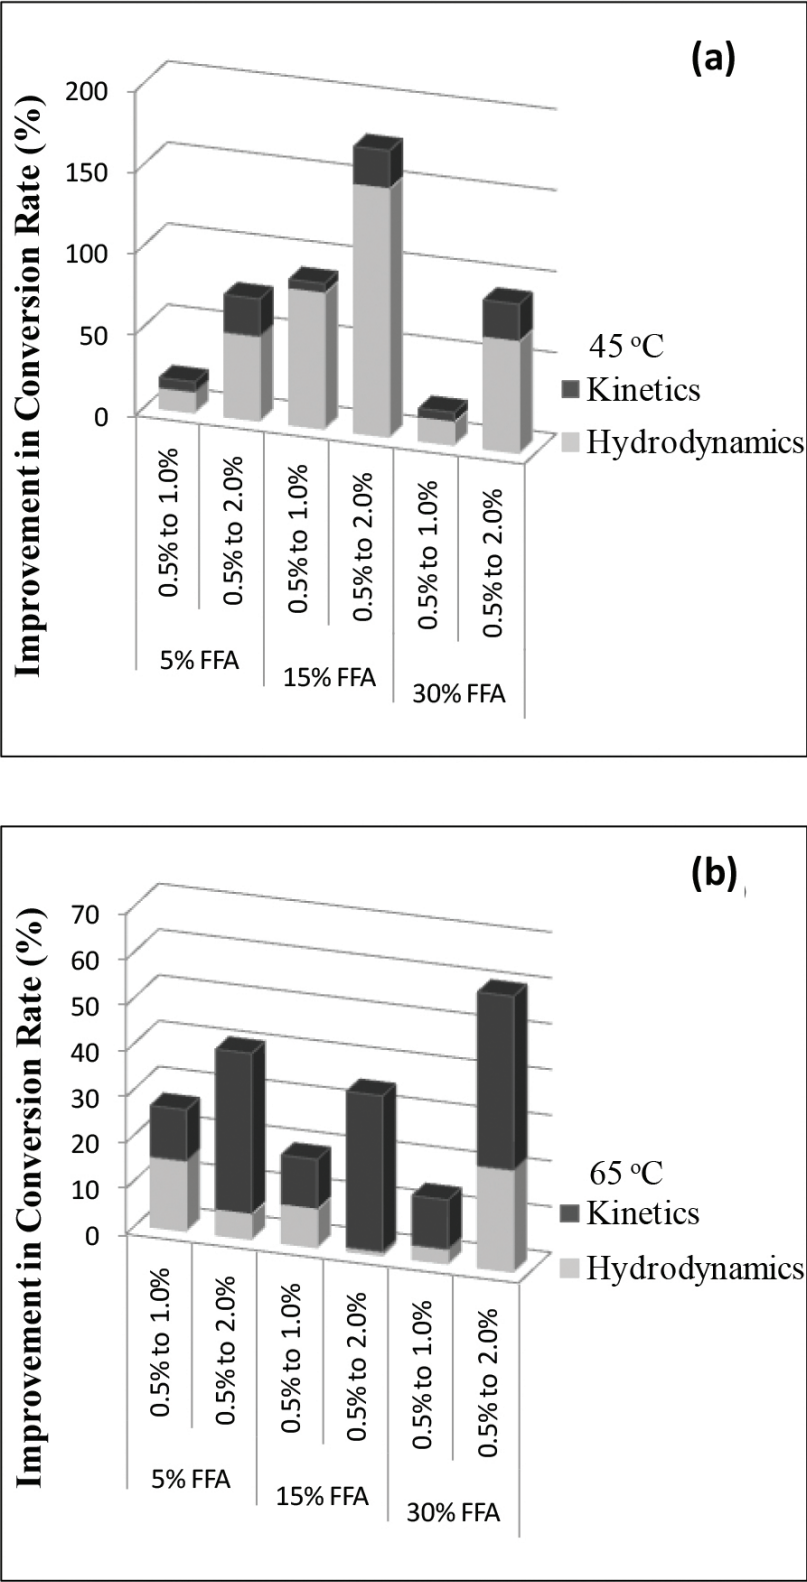 (a)
Improvement in Conversion Rate (%)
200
150
100
50
0
45 ºC
Kinetics
Hydrodynamics
0.5% to 1.0%
0.5% to 2.0%
0.5% to 1.0%
0.5% to 2.0%
0.5% to 1.0%
0.5% to 2.0%
5% FFA
15% FFA
30% FFA
(b)
Improvement in Conversion Rate (%)
70
60
50
40
30
20
10
0
65 ºC
Kinetics
Hydrodynamics
0.5% to 1.0%
0.5% to 2.0%
0.5% to 1.0%
0.5% to 2.0%
0.5% to 1.0%
0.5% to 2.0%
5% FFA
15% FFA
30% FFA